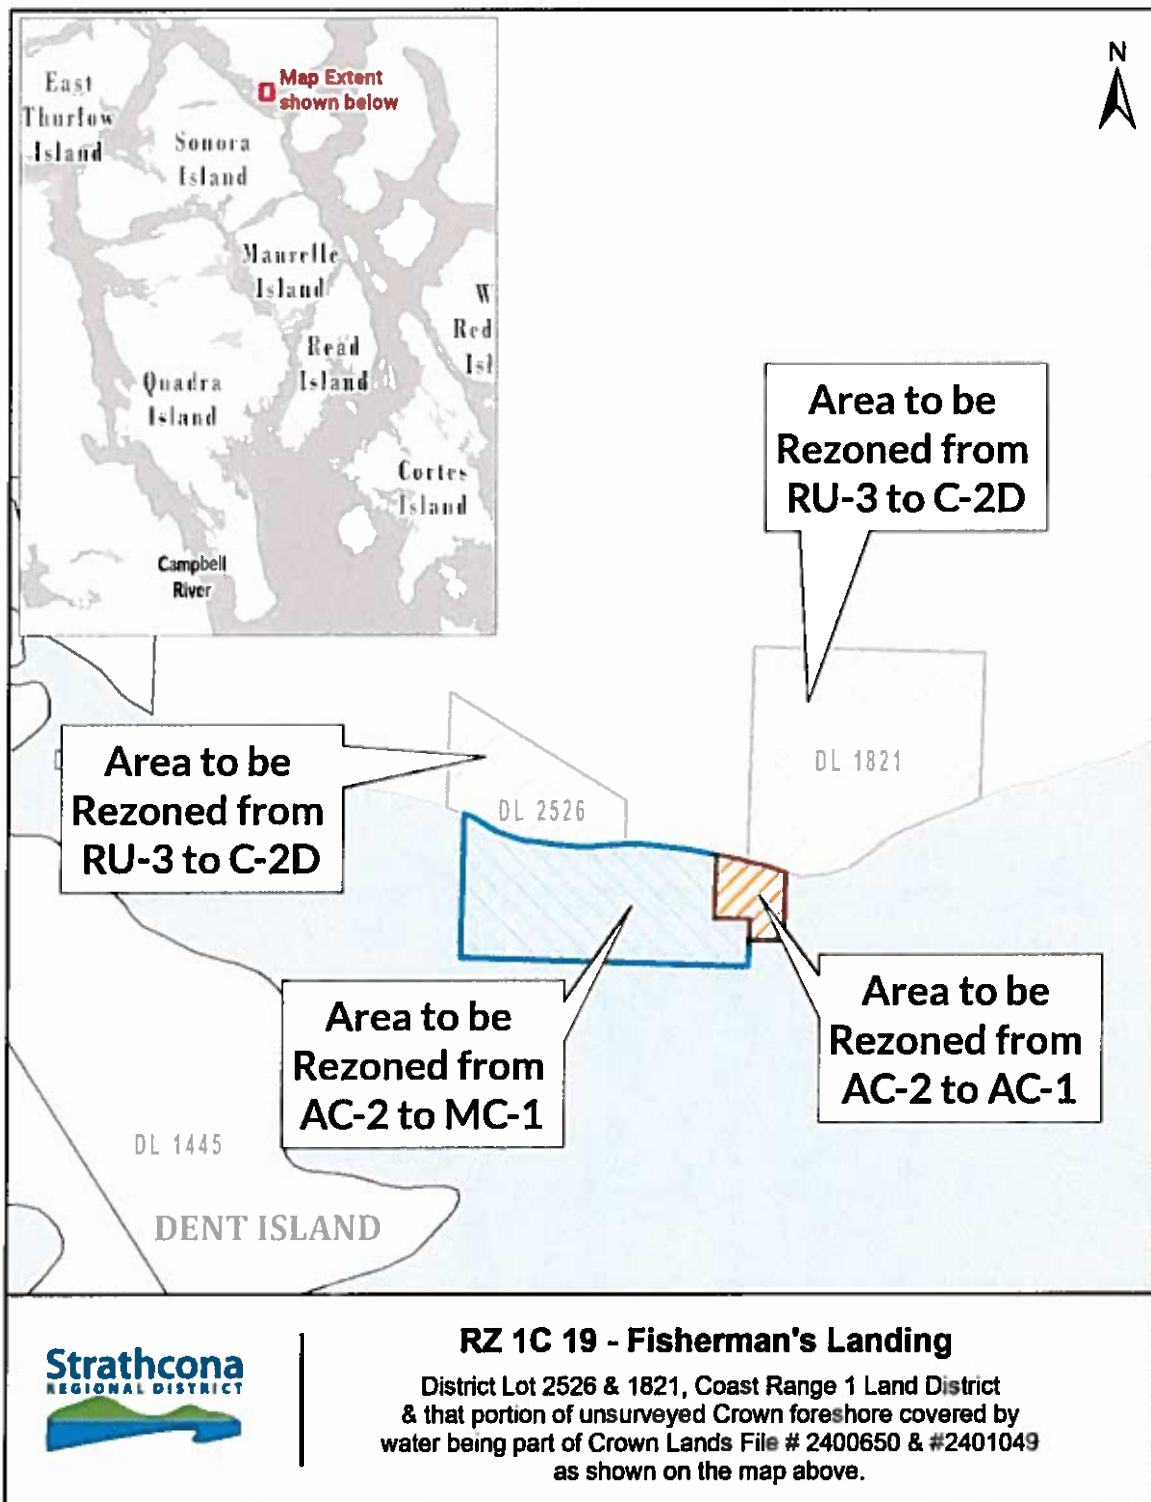 East
Thurlow
Island
Map Extent
shown below
Sonora
Island
Maurelle
Island
W
Red
Isl
Read
Island
Quadra
Island
Cortes
Island
Campbell
River
N
Area to be
Rezoned from
RU-3 to C-2D
Area to be
Rezoned from
RU-3 to C-2D
DL 2526
DL 1821
Area to be
Rezoned from
AC-2 to MC-1
Area to be
Rezoned from
AC-2 to AC-1
DL 1445
DENT ISLAND
Strathcona
REGIONAL DISTRICT
RZ 1C 19 - Fisherman's Landing
District Lot 2526 & 1821, Coast Range 1 Land District
& that portion of unsurveyed Crown foreshore covered by
water being part of Crown Lands File # 2400650 & #2401049
as shown on the map above.